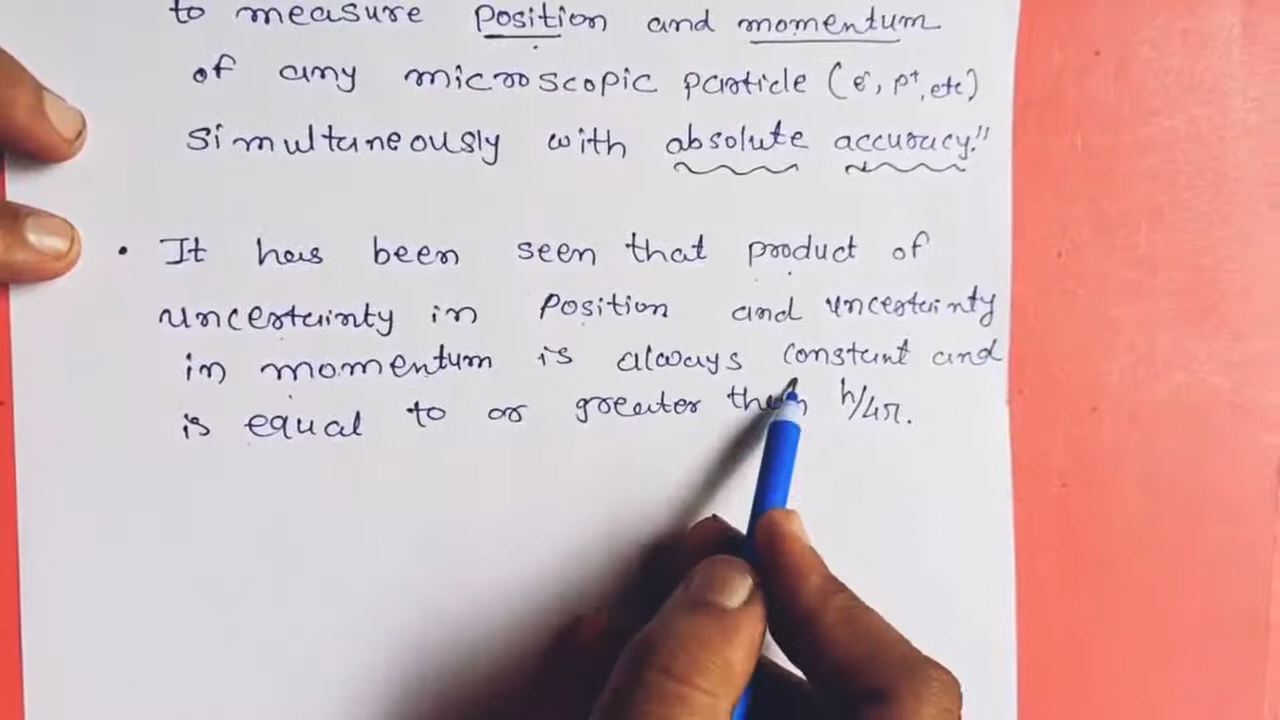 to measure position and momentum
of any microscopic particle (e⁻, p⁺, etc)
Simultaneously with absolute accuracy."
• It has been seen that product of
uncertainty in position and uncertainty
in momentum is always constant and
is equal to or greater then h/4π.